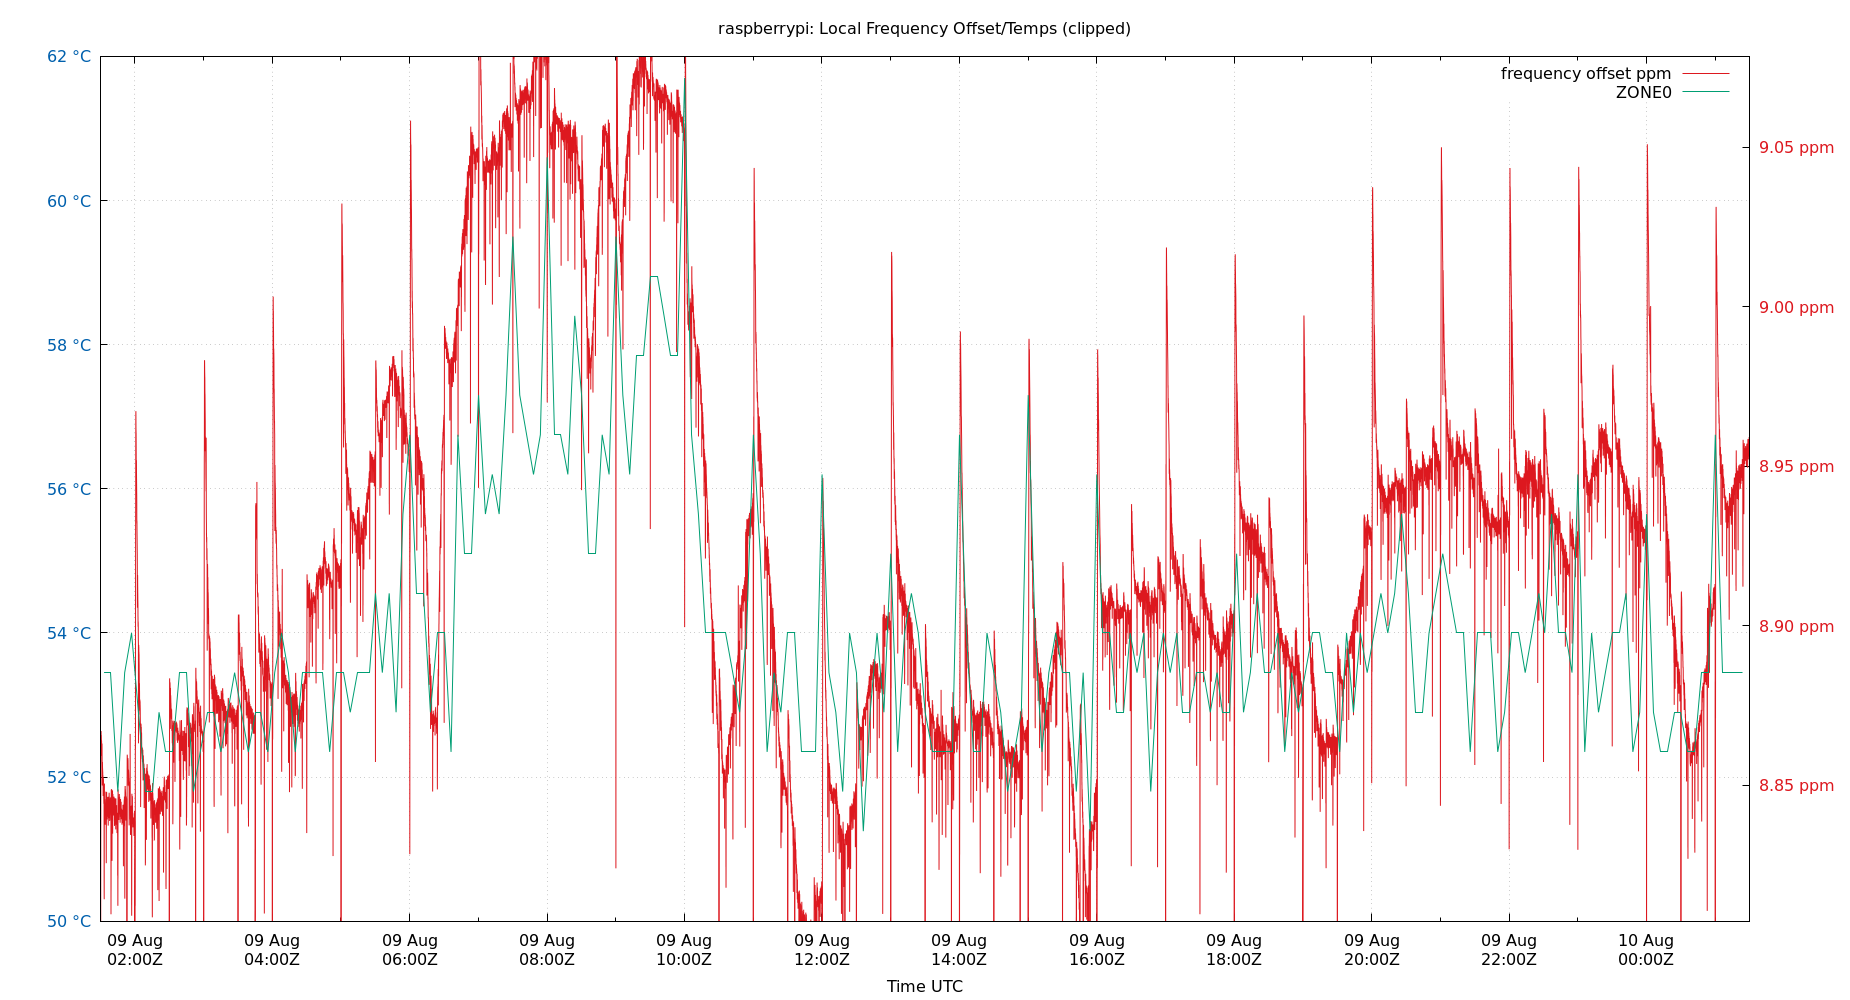 raspberrypi: Local Frequency Offset/Temps (clipped)
62 °C
60 °C
58 °C
56 °C
54 °C
52 °C
50 °C
frequency offset ppm
ZONE0
9.05 ppm
9.00 ppm
8.95 ppm
8.90 ppm
8.85 ppm
09 Aug
02:00Z
09 Aug
04:00Z
09 Aug
06:00Z
09 Aug
08:00Z
09 Aug
10:00Z
09 Aug
12:00Z
09 Aug
14:00Z
09 Aug
16:00Z
09 Aug
18:00Z
09 Aug
20:00Z
09 Aug
22:00Z
10 Aug
00:00Z
Time UTC